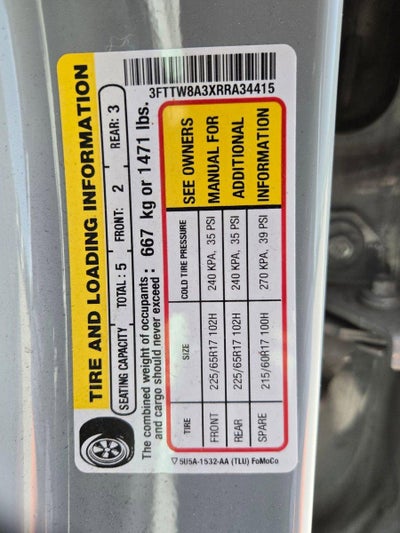 3FTTW8A3XRRA34415
TIRE AND LOADING INFORMATION
SEATING CAPACITY TOTAL: 5 FRONT: 2 REAR: 3
The combined weight of occupants
and cargo should never exceed: 667 kg or 1471 lbs.
TIRE SIZE COLD TIRE PRESSURE
FRONT 225/65R17 102H 240 KPA, 35 PSI
REAR 225/65R17 102H 240 KPA, 35 PSI
SPARE 215/60R17 100H 270 KPA, 39 PSI
SEE OWNERS
MANUAL FOR
ADDITIONAL
INFORMATION
5U5A-1532-AA (TLU) FoMoCo